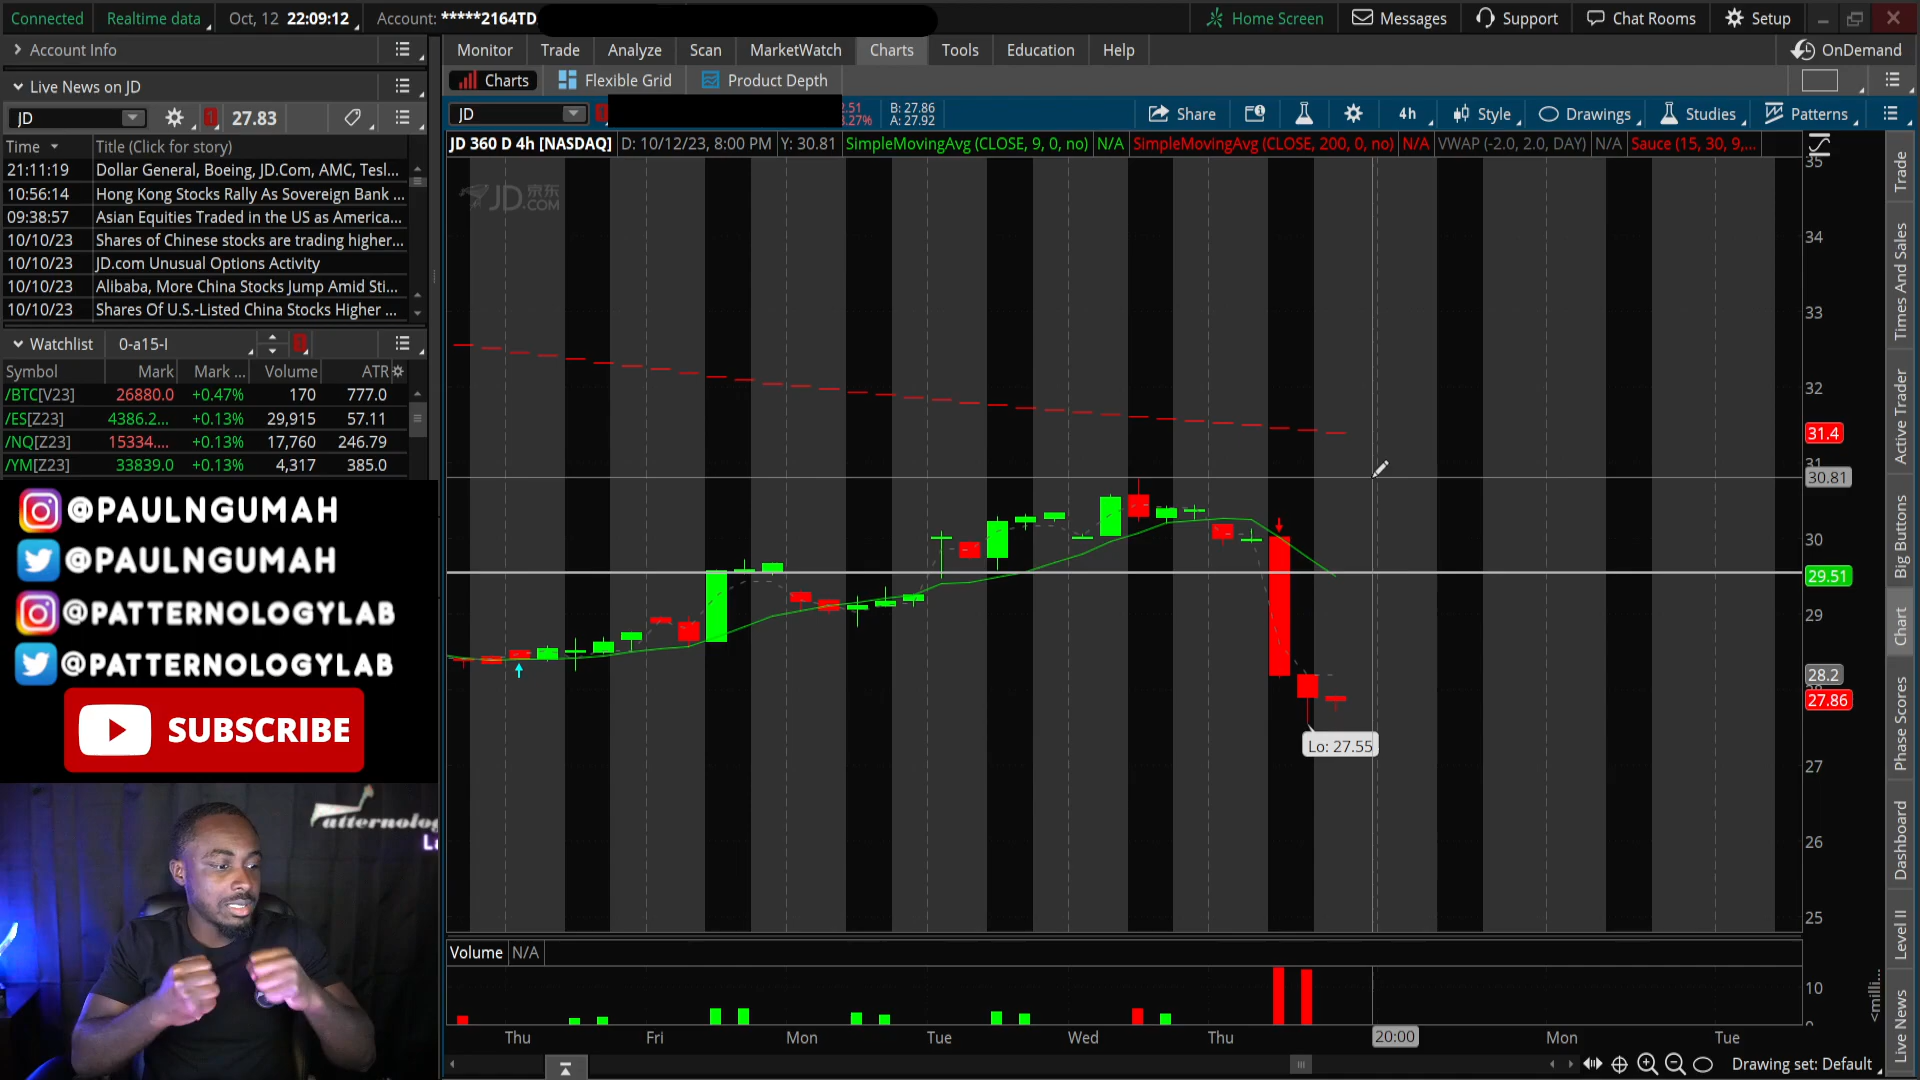 Connected
Realtime data
Oct, 12 22:09:12
Account: *****2164TD
Home Screen
Messages
Support
Chat Rooms
Setup
Account Info
Monitor
Trade
Analyze
Scan
MarketWatch
Charts
Tools
Education
Help
OnDemand
Live News on JD
Charts
Flexible Grid
Product Depth
JD
27.83
JD
B: 27.86
A: 27.92
Share
4h
Style
Drawings
Studies
Patterns
Time
Title (Click for story)
JD 360 D 4h [NASDAQ]
D: 10/12/23, 8:00 PM
Y: 30.81
SimpleMovingAvg (CLOSE, 9, 0, no)
N/A
SimpleMovingAvg (CLOSE, 200, 0, no)
N/A
VWAP (-2.0, 2.0, DAY)
N/A
Sauce (15, 30, 9,...
21:11:19 Dollar General, Boeing, JD.Com, AMC, Tesl...
10:56:14 Hong Kong Stocks Rally As Sovereign Bank ...
09:38:57 Asian Equities Traded in the US as America...
10/10/23 Shares of Chinese stocks are trading higher...
10/10/23 JD.com Unusual Options Activity
10/10/23 Alibaba, More China Stocks Jump Amid Sti...
10/10/23 Shares Of U.S.-Listed China Stocks Higher ...
JD 京东
.COM
Watchlist
0-a15-l
Symbol Mark Mark ... Volume ATR
/BTC[V23] 26880.0 +0.47% 170 777.0
/ES[Z23] 4386.2... +0.13% 29,915 57.11
/NQ[Z23] 15334.... +0.13% 17,760 246.79
/YM[Z23] 33839.0 +0.13% 4,317 385.0
@PAULNGUMAH
@PAULNGUMAH
@PATTERNOLOGYLAB
@PATTERNOLOGYLAB
SUBSCRIBE
atternolog
35
34
33
32
31.4
31
30.81
30
29.51
29
28.2
27.86
27
26
25
Lo: 27.55
Volume
N/A
10
<milli...
Thu
Fri
Mon
Tue
Wed
Thu
20:00
Mon
Tue
Drawing set: Default
Trade
Times And Sales
Active Trader
Big Buttons
Chart
Phase Scores
Dashboard
Level II
Live News